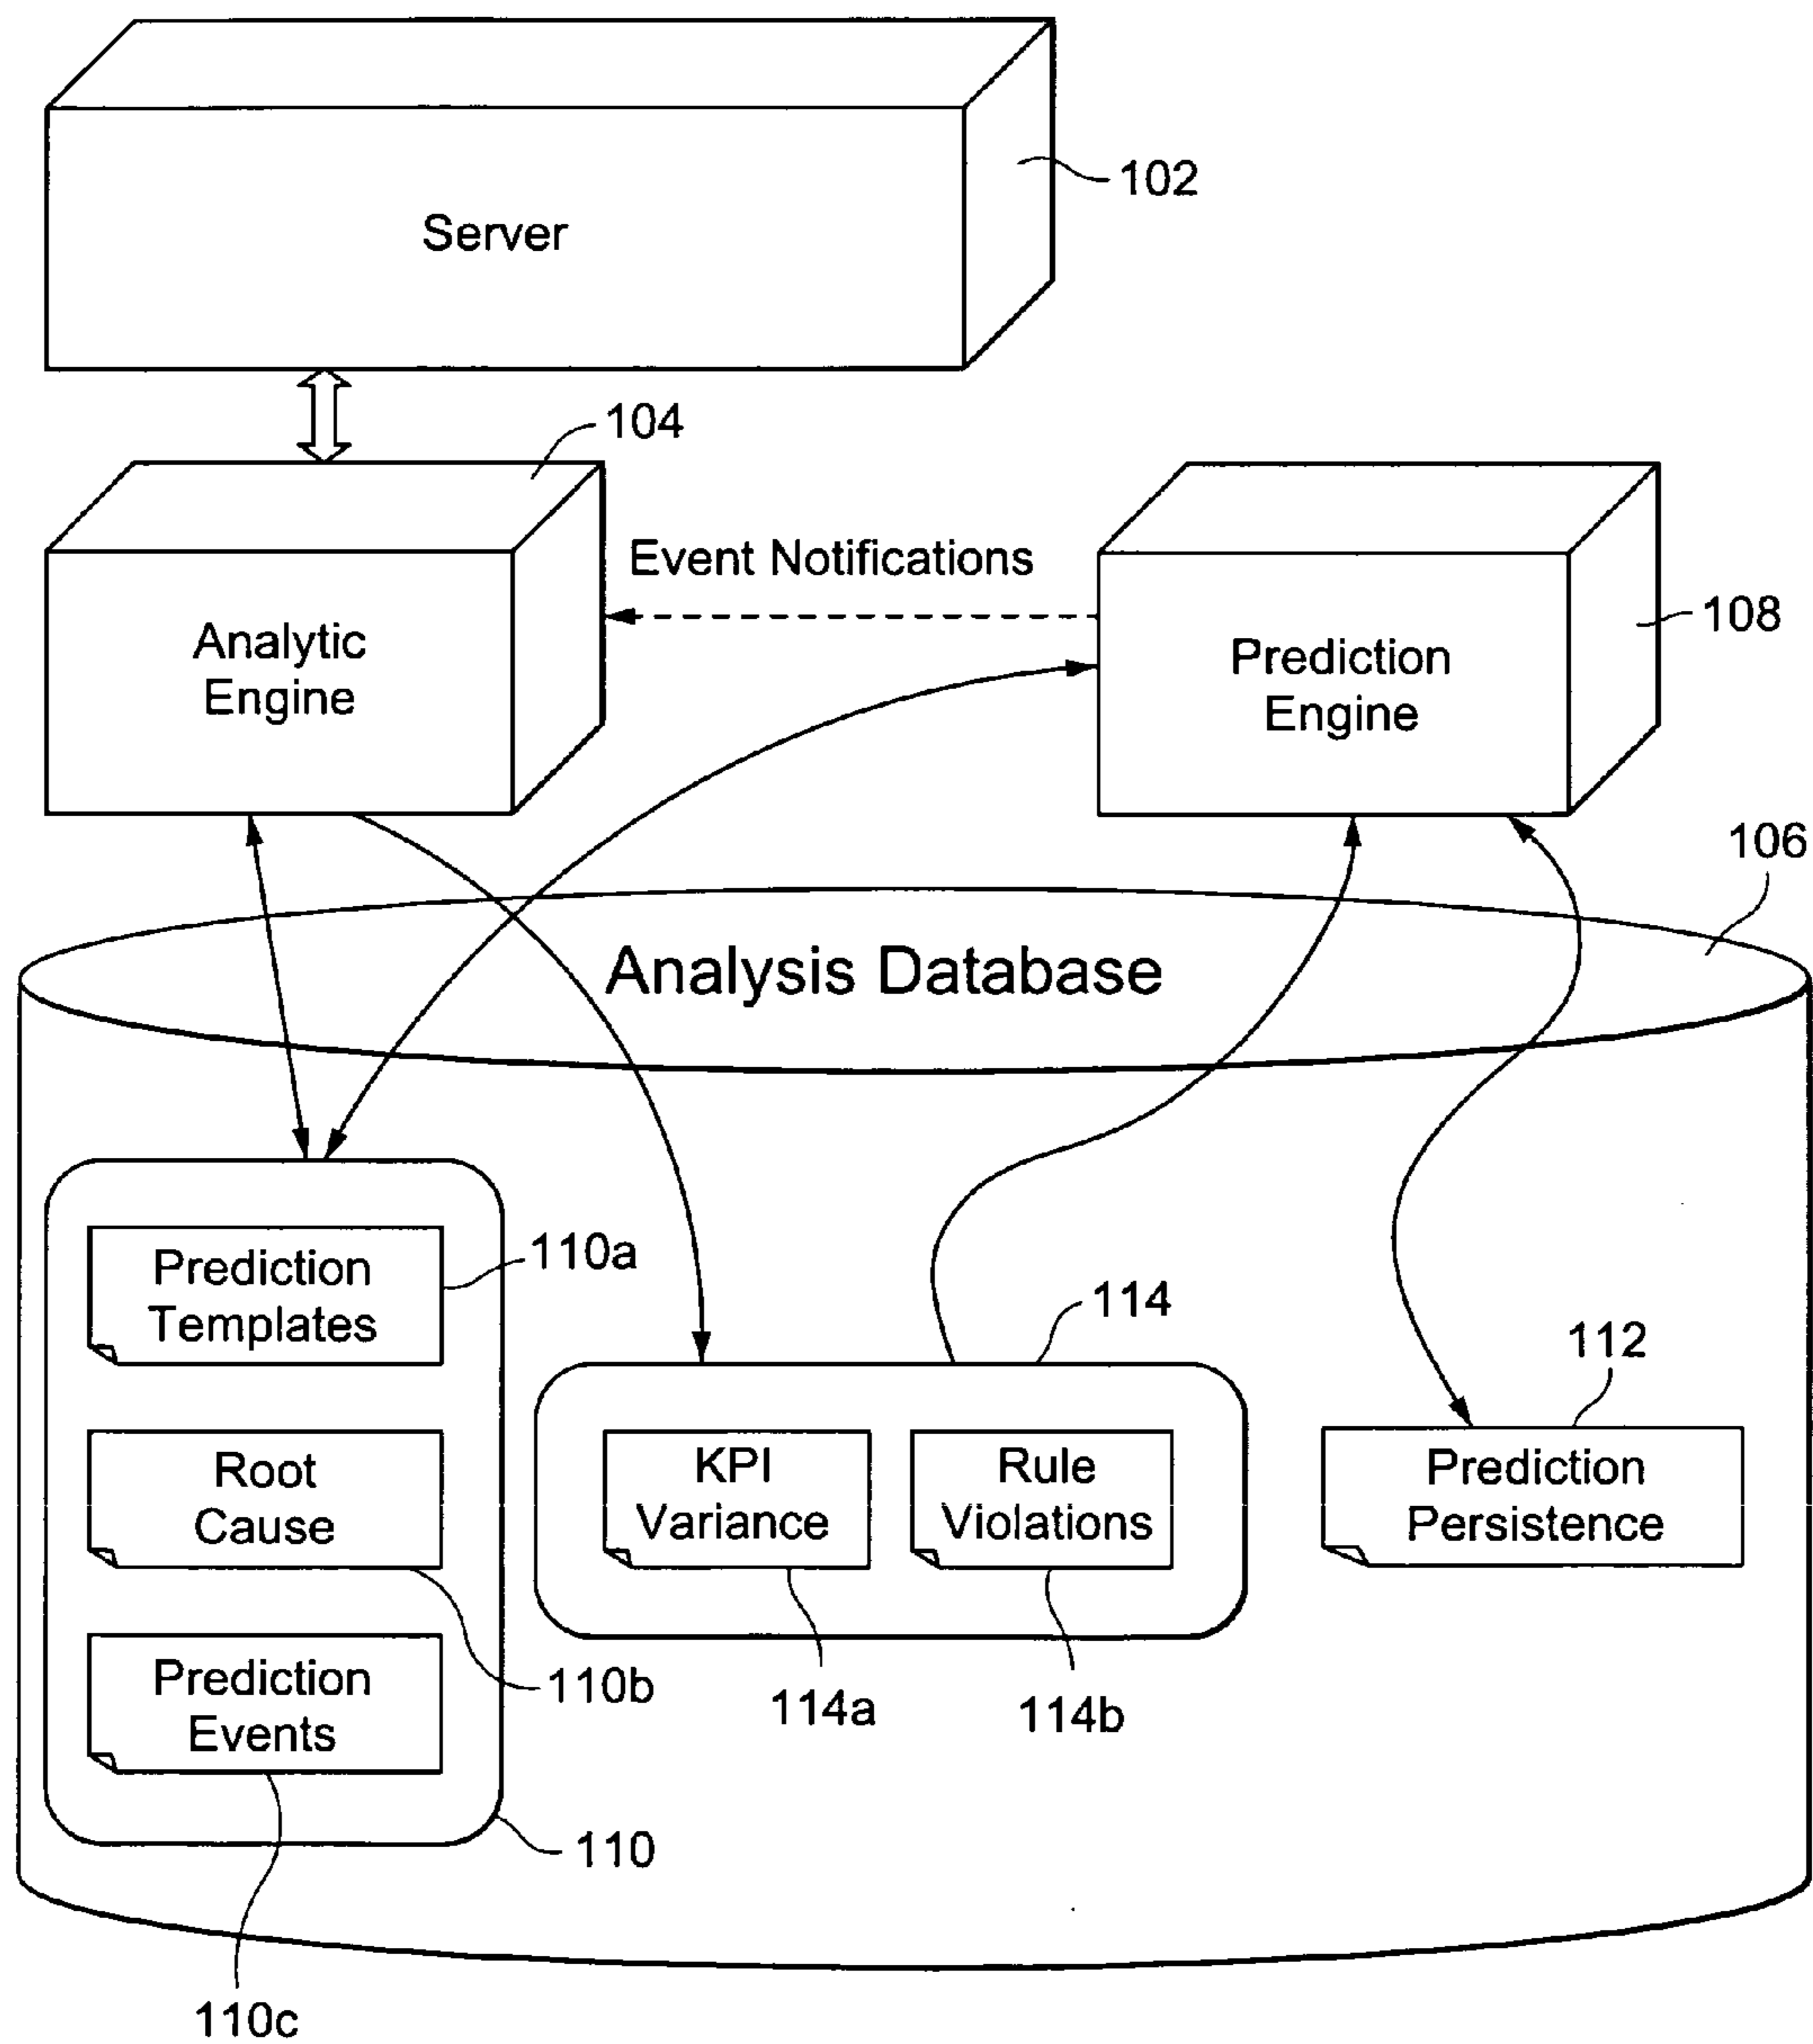 102
Server
104
Event Notifications
108
Analytic
Engine
Prediction
Engine
106
Analysis Database
110a
Prediction
Templates
114
112
Root
Cause
KPI
Variance
Rule
Violations
Prediction
Persistence
110b
114a
114b
Prediction
Events
110
110c